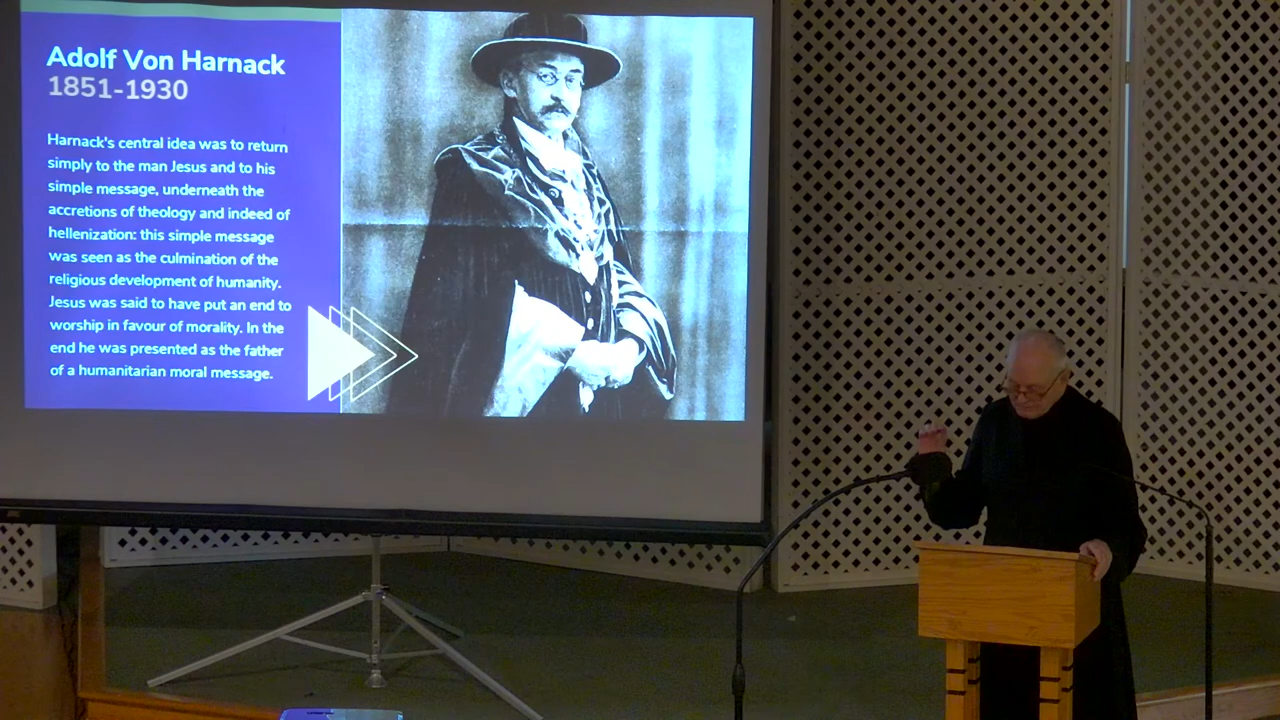 Adolf Von Harnack
1851-1930
Harnack's central idea was to return
simply to the man Jesus and to his
simple message, underneath the
accretions of theology and indeed of
hellenization: this simple message
was seen as the culmination of the
religious development of humanity.
Jesus was said to have put an end to
worship in favour of morality. In the
end he was presented as the father
of a humanitarian moral message.